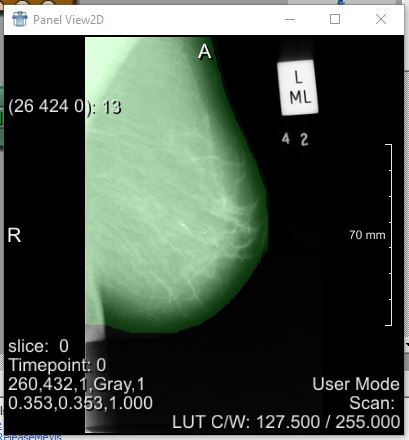 Panel View2D
A
L
ML
(26 424 0): 13
4 2
R
70 mm
slice: 0
Timepoint: 0
260,432,1,Gray,1
User Mode
0.353,0.353,1.000
Scan:
LUT C/W: 127.500 / 255.000